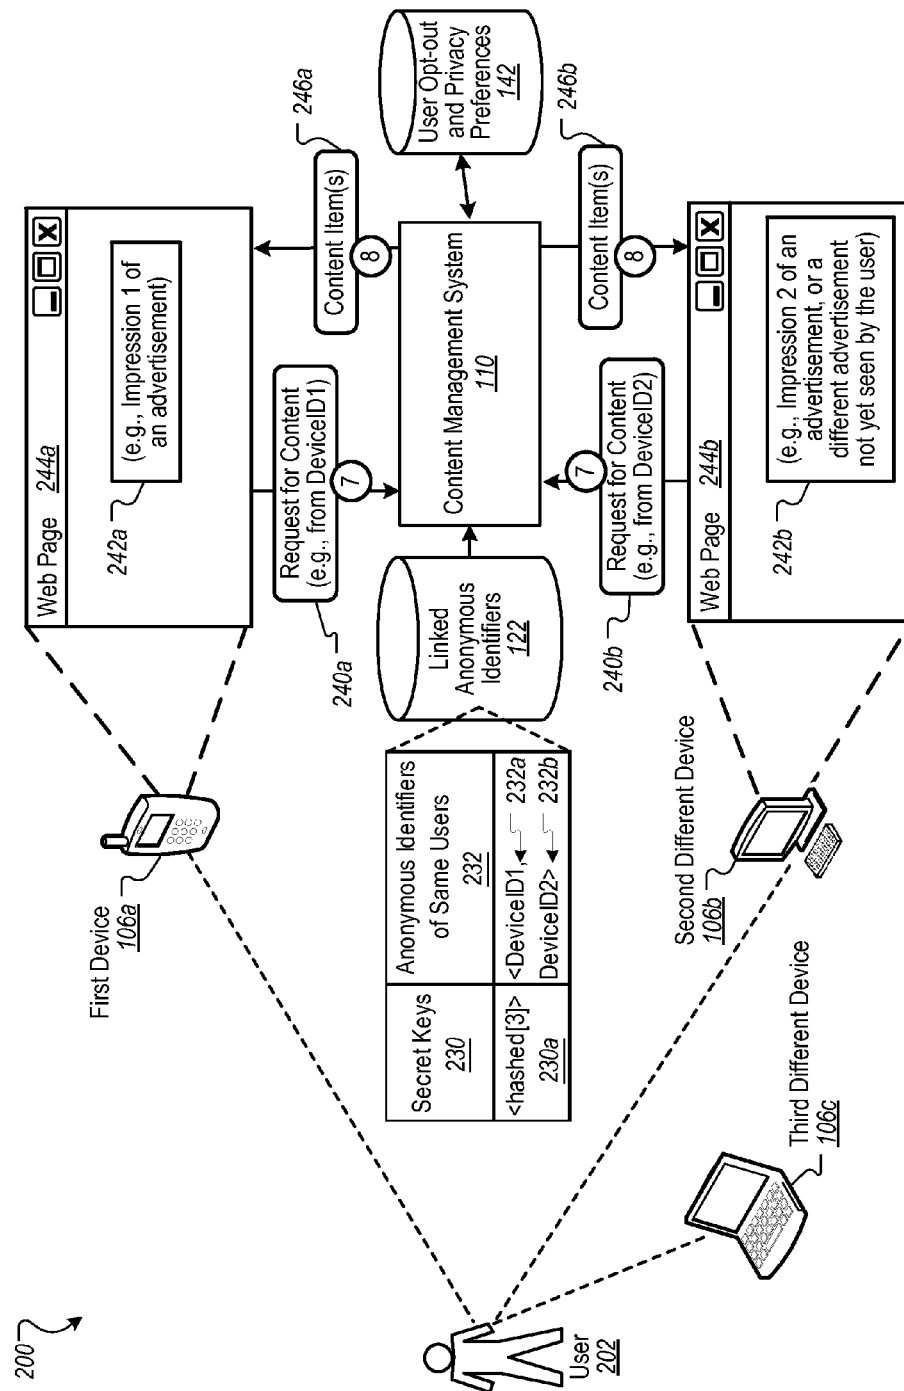 200
User
202
First Device
106a
Second Different Device
106b
Third Different Device
106c
Secret Keys
230
Anonymous Identifiers
of Same Users
232
<hashed[3]>
230a
<DeviceID1,
232a
DeviceID2>
232b
Linked
Anonymous
Identifiers
122
Web Page 244a
242a
(e.g., Impression 1 of
an advertisement)
240a
Request for Content
(e.g., from DeviceID1)
7
Content Item(s)
8
246a
Content Management System
110
User Opt-out
and Privacy
Preferences
142
240b
Request for Content
(e.g., from DeviceID2)
7
Content Item(s)
8
246b
Web Page 244b
242b
(e.g., Impression 2 of an
advertisement, or a
different advertisement
not yet seen by the user)